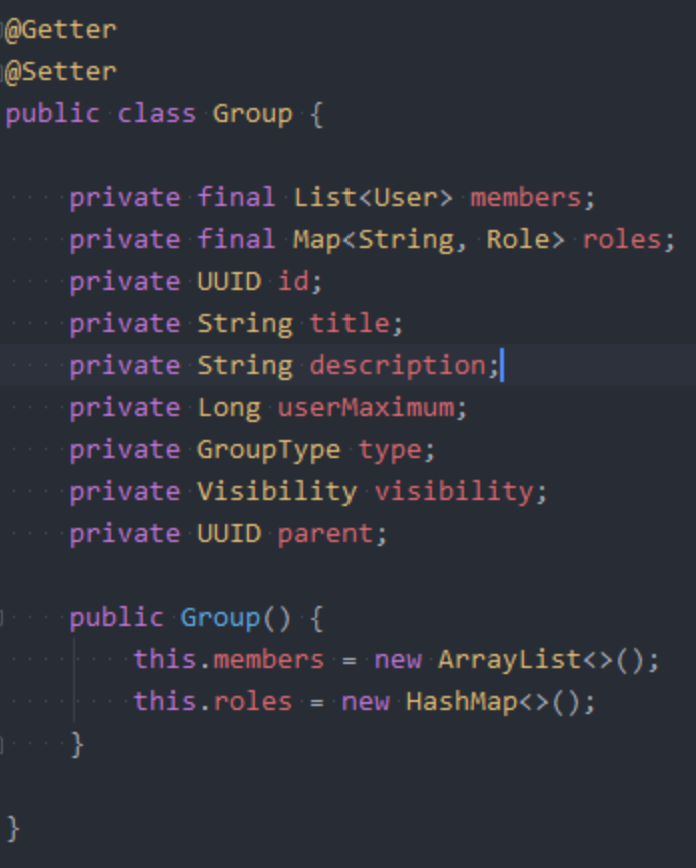 @Getter
@Setter
public class Group {
private final List<User> members;
private final Map<String, Role> roles;
private UUID id;
private String title;
private String description;
private Long userMaximum;
private GroupType type;
private Visibility visibility;
private UUID parent;
public Group() {
this.members = new ArrayList<>();
this.roles = new HashMap<>();
}
}